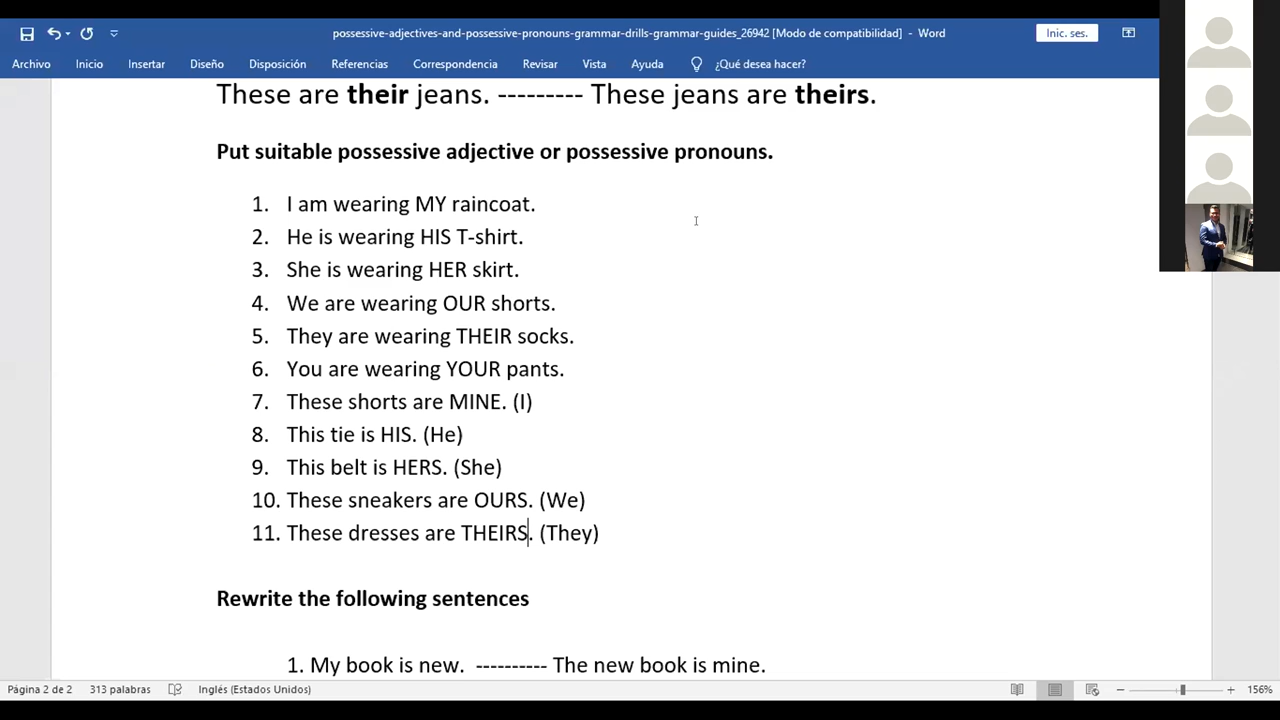 possessive-adjectives-and-possessive-pronouns-grammar-drills-grammar-guides_26942 [Modo de compatibilidad] - Word
Inic. ses.
Archivo Inicio Insertar Diseño Disposición Referencias Correspondencia Revisar Vista Ayuda ¿Qué desea hacer?
These are their jeans. --------- These jeans are theirs.
Put suitable possessive adjective or possessive pronouns.
1. I am wearing MY raincoat.
2. He is wearing HIS T-shirt.
3. She is wearing HER skirt.
4. We are wearing OUR shorts.
5. They are wearing THEIR socks.
6. You are wearing YOUR pants.
7. These shorts are MINE. (I)
8. This tie is HIS. (He)
9. This belt is HERS. (She)
10. These sneakers are OURS. (We)
11. These dresses are THEIRS. (They)
Rewrite the following sentences
1. My book is new. ---------- The new book is mine.
Página 2 de 2 313 palabras Inglés (Estados Unidos) 156%